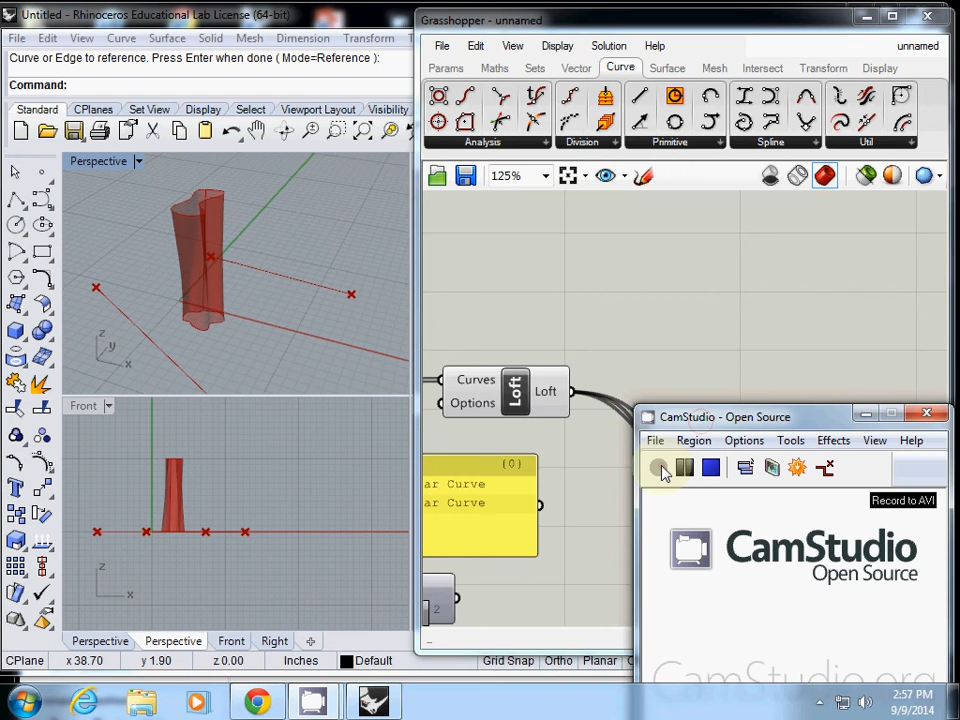 Untitled - Rhinoceros Educational Lab License (64-bit)
File Edit View Curve Surface Solid Mesh Dimension Transform
Curve or Edge to reference. Press Enter when done ( Mode=Reference ):
Command:
Standard CPlanes Set View Display Select Viewport Layout Visibility
Perspective
z
y
x
Front
z
x
Perspective Perspective Front Right
CPlane x 38.70 y 1.90 z 0.00 Inches Default Grid Snap Ortho Planar
Grasshopper - unnamed
File Edit View Display Solution Help unnamed
Params Maths Sets Vector Curve Surface Mesh Intersect Transform Display
Analysis Division Primitive Spline Util
125%
Curves
Options
Loft
Loft
{0}
ar Curve
ar Curve
2
CamStudio - Open Source
File Region Options Tools Effects View Help
Record to AVI
CamStudio
Open Source
CamStudio.org
2:57 PM
9/9/2014